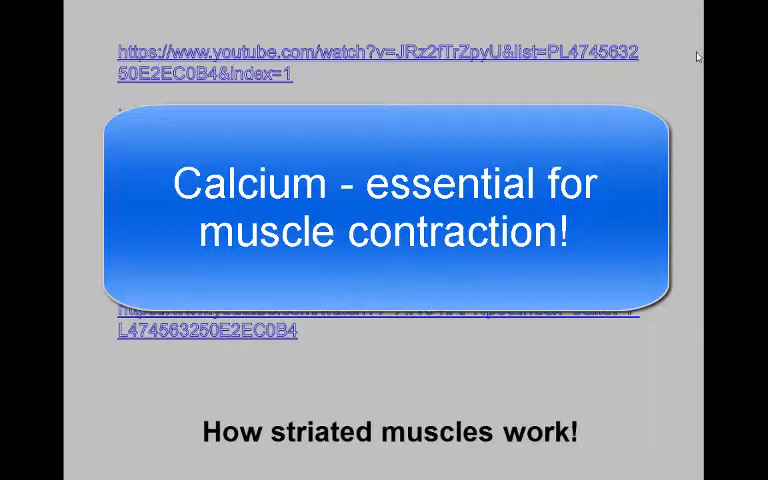 https://www.youtube.com/watch?v=JRz2fTrZpyU&list=PL4745632
50E2EC0B4&index=1
Calcium - essential for
muscle contraction!
L474563250E2EC0B4
How striated muscles work!